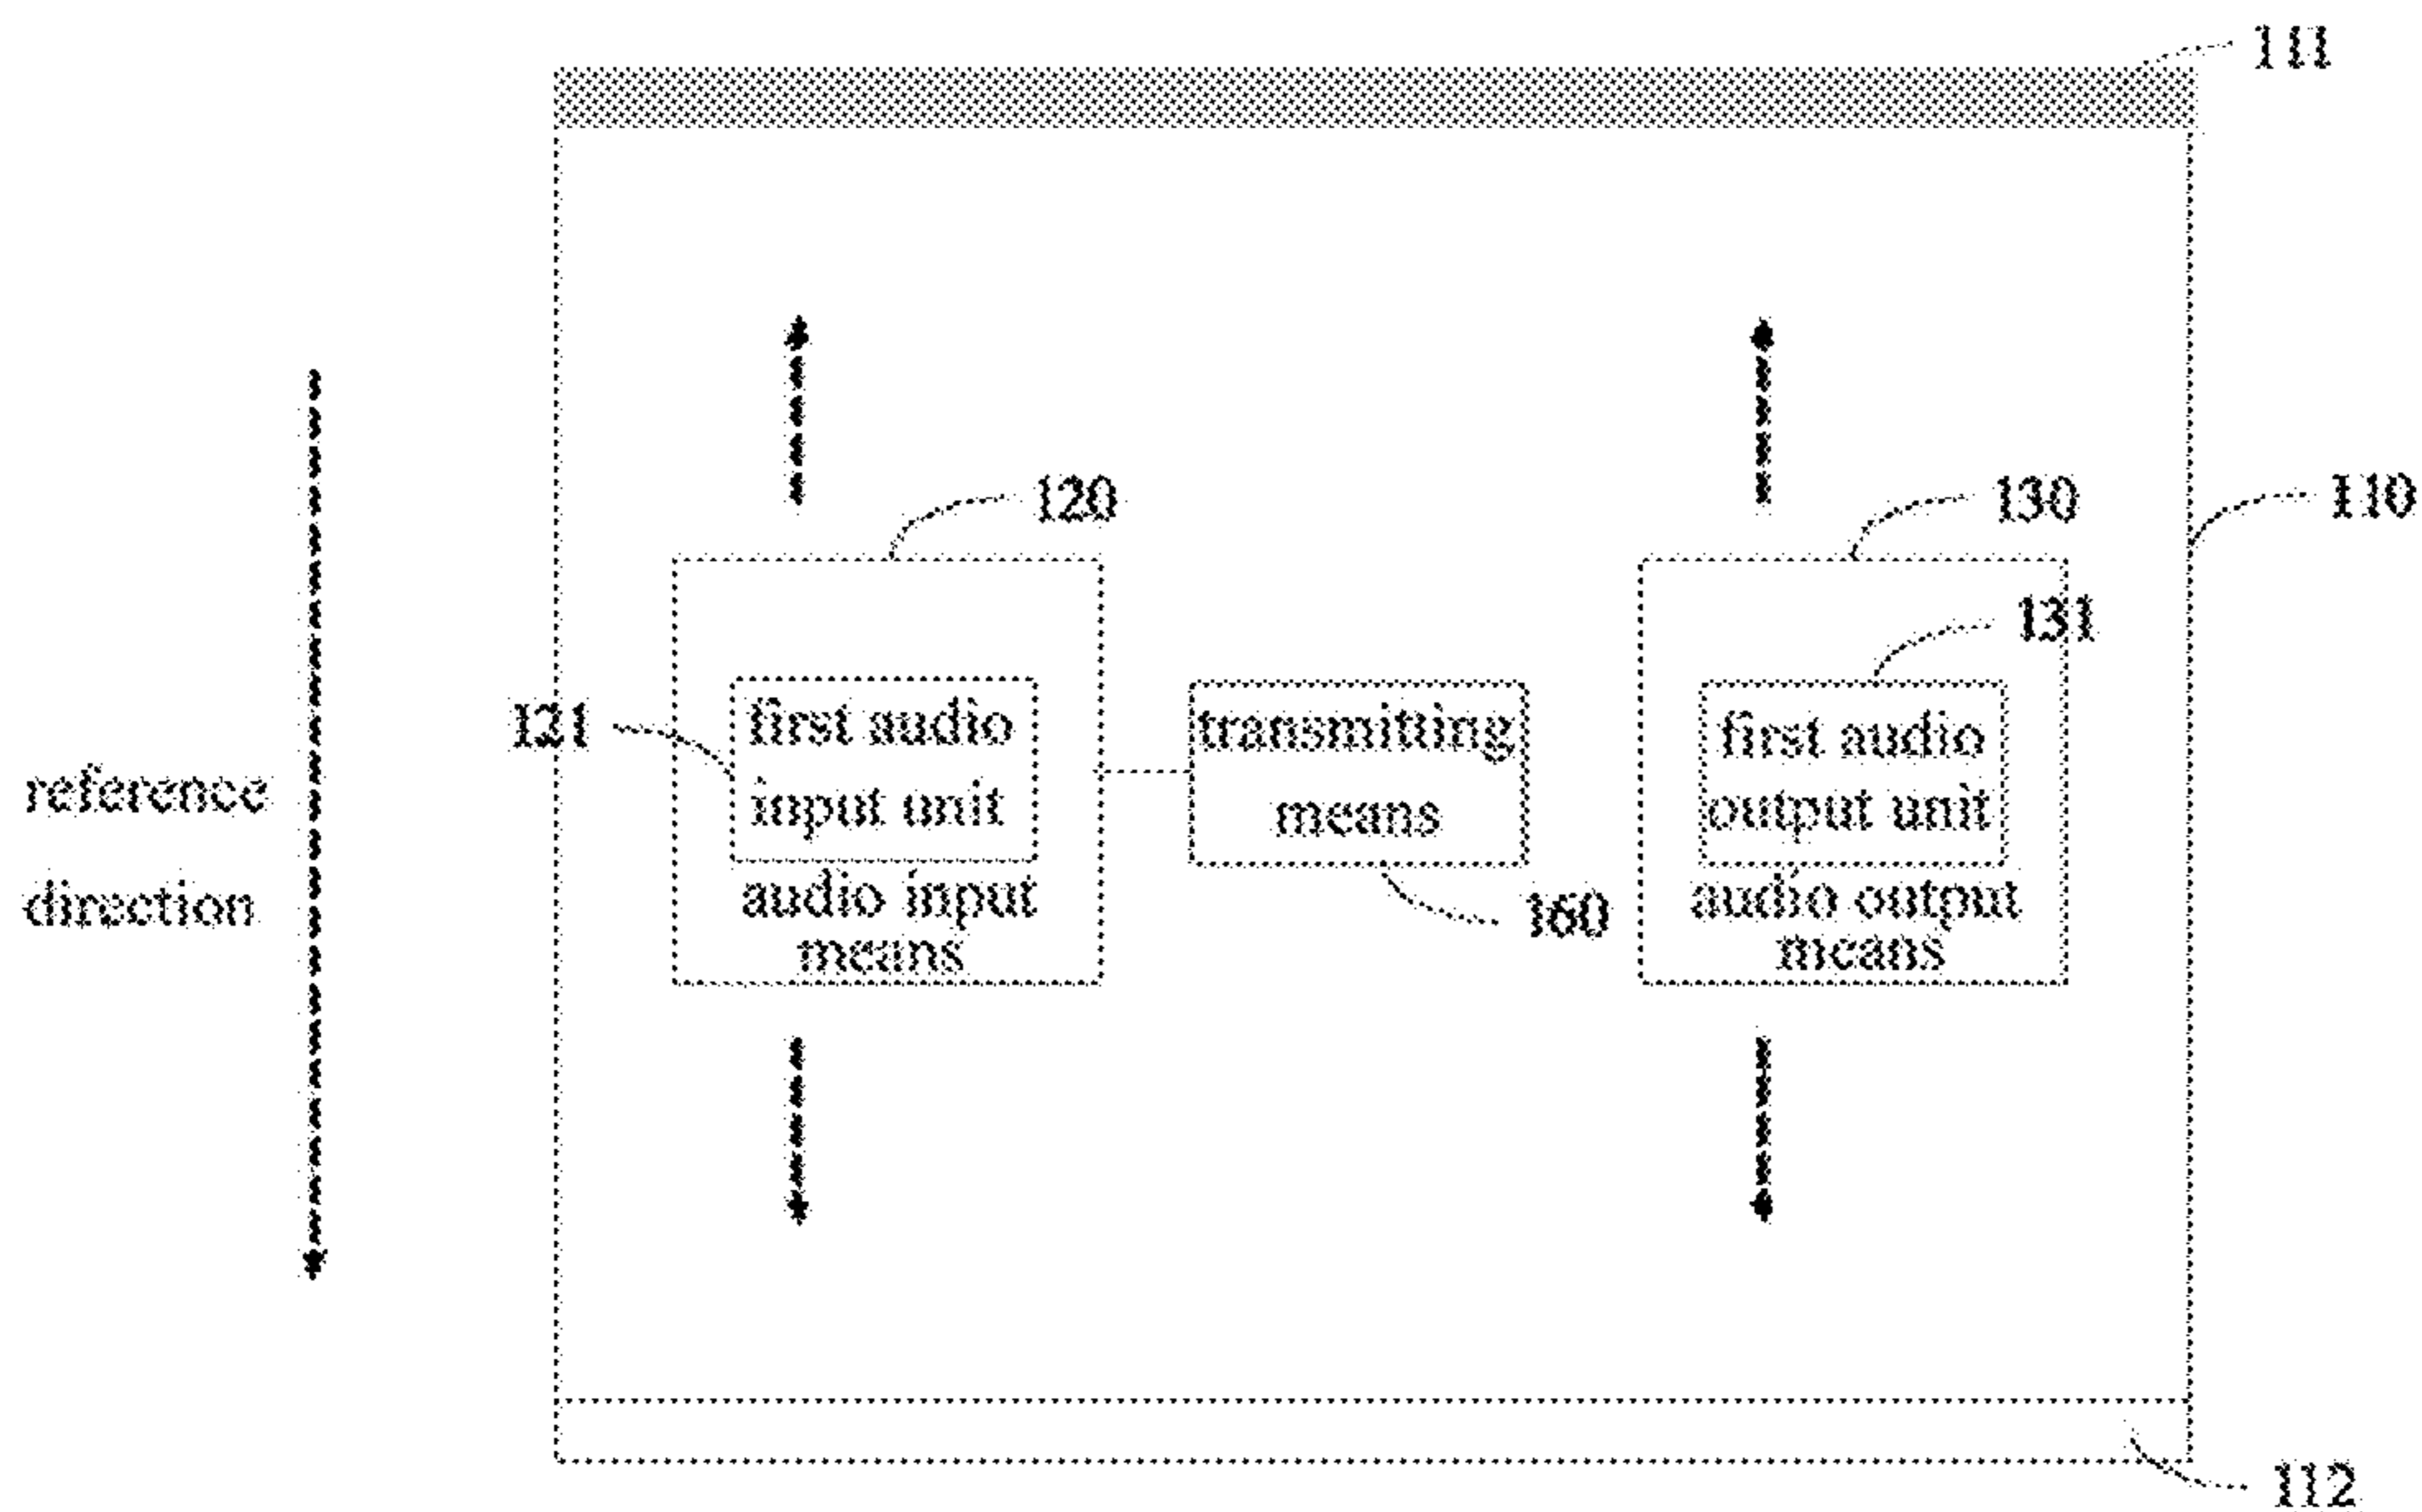 111
120
130
110
131
121
first audio
input unit
audio input
means
transmitting
means
160
first audio
output unit
audio output
means
reference
direction
112